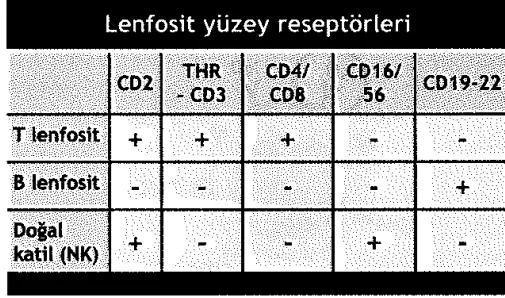 Lenfosit yüzey reseptörleri
CD2 THR - CD3 CD4/ CD8 CD16/ 56 CD19-22
T lenfosit + + + - -
B lenfosit - - - - +
Doğal katil (NK) + - - + -